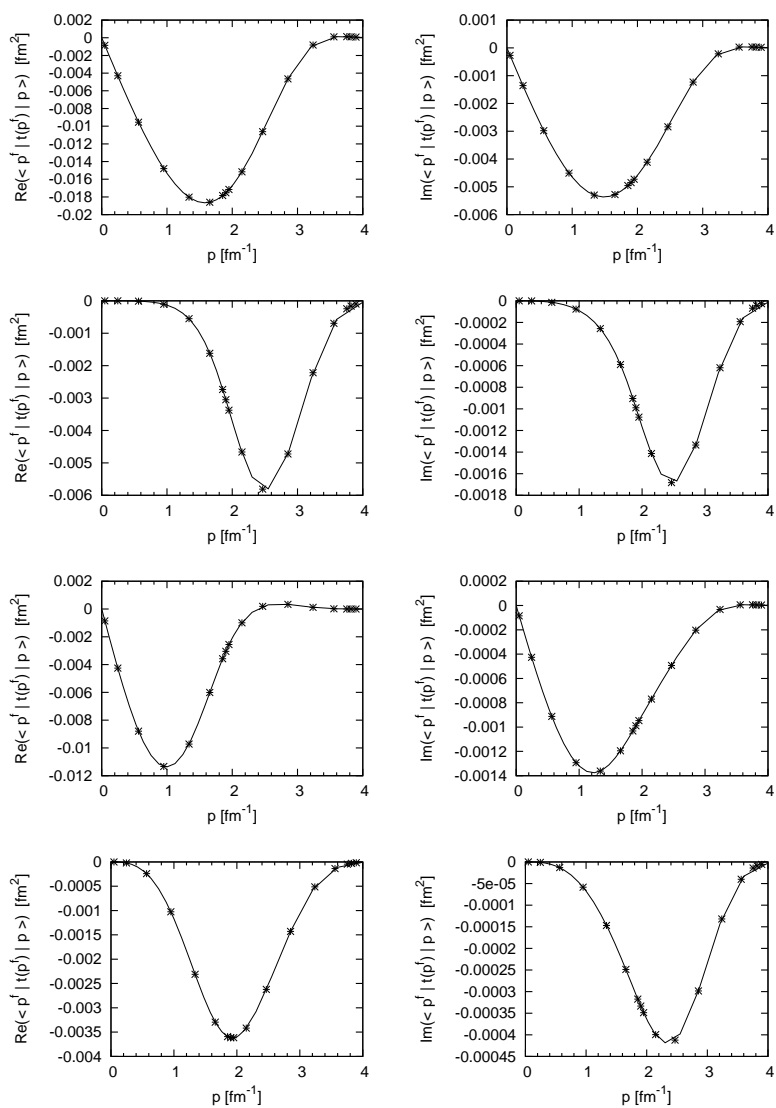 0.002
0
-0.002
-0.004
-0.006
-0.008
-0.01
-0.012
-0.014
-0.016
-0.018
-0.02
Re(< p^f | t(p^f) | p >) [fm^2]
0 1 2 3 4
p [fm^-1]
0.001
0
-0.001
-0.002
-0.003
-0.004
-0.005
-0.006
Im(< p^f | t(p^f) | p >) [fm^2]
0 1 2 3 4
p [fm^-1]
0
-0.001
-0.002
-0.003
-0.004
-0.005
-0.006
Re(< p^f | t(p^f) | p >) [fm^2]
0 1 2 3 4
p [fm^-1]
0
-0.0002
-0.0004
-0.0006
-0.0008
-0.001
-0.0012
-0.0014
-0.0016
-0.0018
Im(< p^f | t(p^f) | p >) [fm^2]
0 1 2 3 4
p [fm^-1]
0.002
0
-0.002
-0.004
-0.006
-0.008
-0.01
-0.012
Re(< p^f | t(p^f) | p >) [fm^2]
0 1 2 3 4
p [fm^-1]
0.0002
0
-0.0002
-0.0004
-0.0006
-0.0008
-0.001
-0.0012
-0.0014
Im(< p^f | t(p^f) | p >) [fm^2]
0 1 2 3 4
p [fm^-1]
0
-0.0005
-0.001
-0.0015
-0.002
-0.0025
-0.003
-0.0035
-0.004
Re(< p^f | t(p^f) | p >) [fm^2]
0 1 2 3 4
p [fm^-1]
0
-5e-05
-0.0001
-0.00015
-0.0002
-0.00025
-0.0003
-0.00035
-0.0004
-0.00045
Im(< p^f | t(p^f) | p >) [fm^2]
0 1 2 3 4
p [fm^-1]